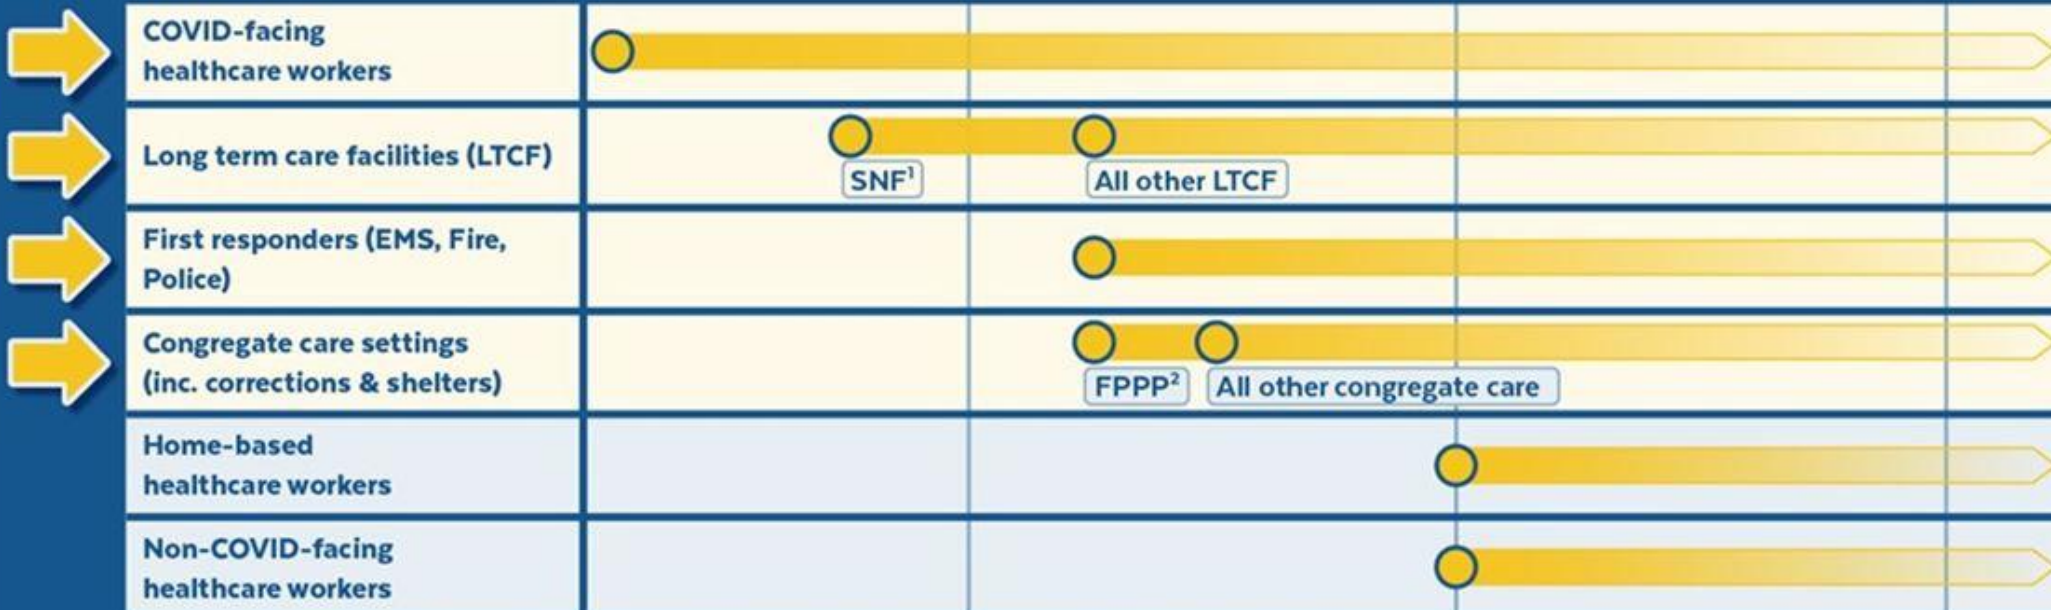 COVID-facing
healthcare workers
Long term care facilities (LTCF)
SNF¹
All other LTCF
First responders (EMS, Fire,
Police)
Congregate care settings
(inc. corrections & shelters)
FPPP²
All other congregate care
Home-based
healthcare workers
Non-COVID-facing
healthcare workers